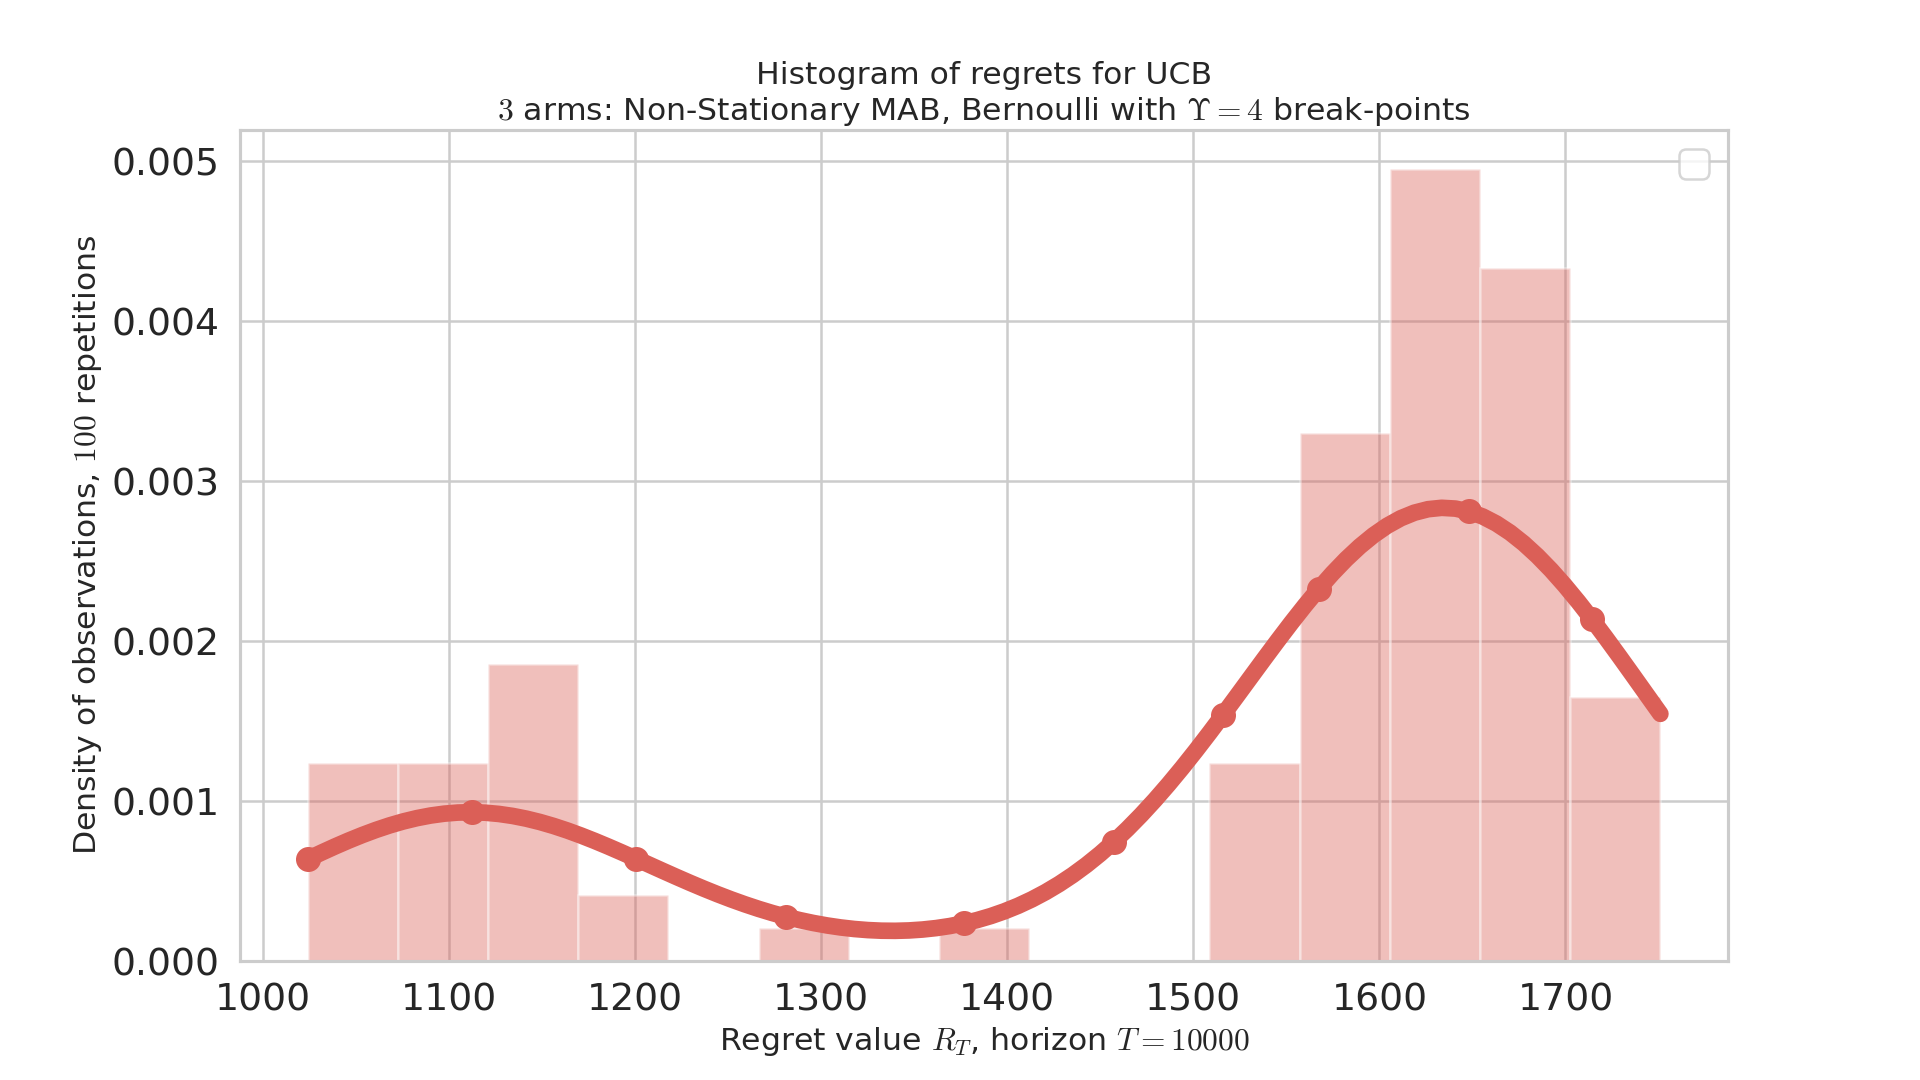 Histogram of regrets for UCB
3 arms: Non-Stationary MAB, Bernoulli with ϒ = 4 break-points
Density of observations, 100 repetitions
0.005
0.004
0.003
0.002
0.001
0.000
1000 1100 1200 1300 1400 1500 1600 1700
Regret value R_T, horizon T = 10000